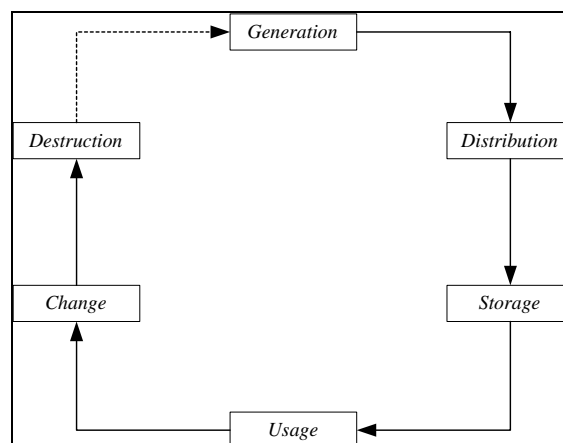 Generation
Destruction
Distribution
Change
Storage
Usage